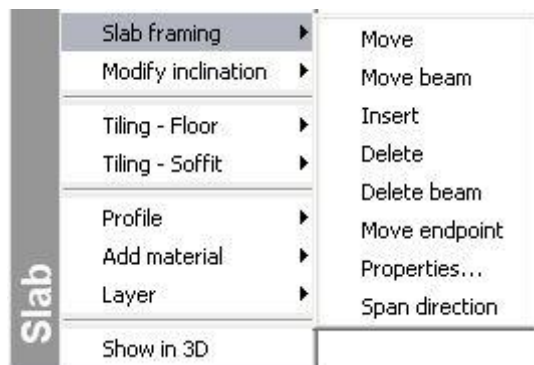 Slab
Slab framing
Modify inclination
Tiling - Floor
Tiling - Soffit
Profile
Add material
Layer
Show in 3D
Move
Move beam
Insert
Delete
Delete beam
Move endpoint
Properties...
Span direction